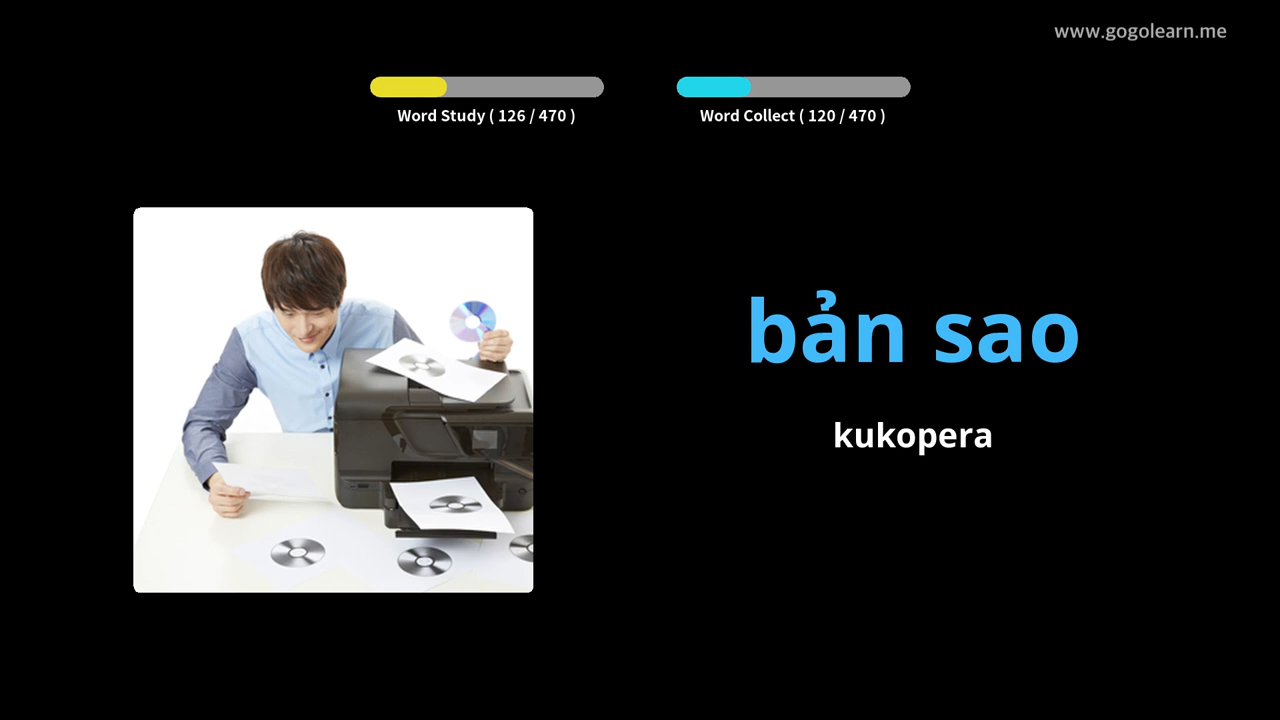 www.gogolearn.me
Word Study ( 126 / 470 )
Word Collect ( 120 / 470 )
bản sao
kukopera